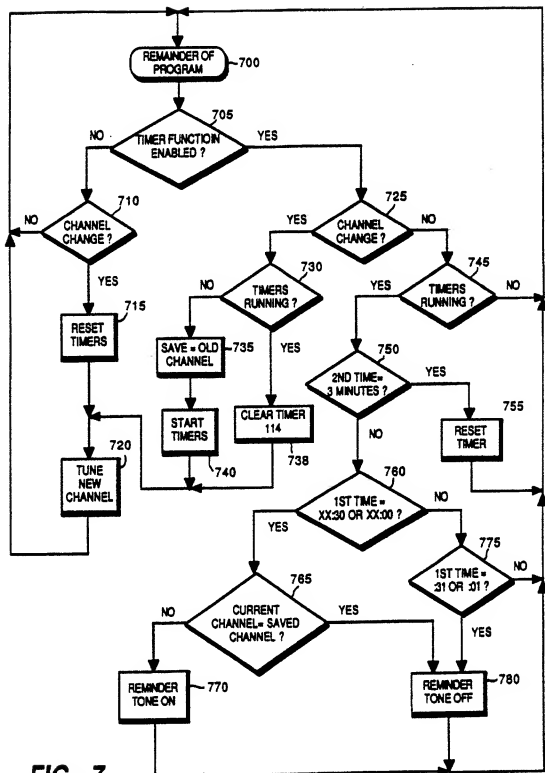 REMAINDER OF
PROGRAM
700
705
TIMER FUNCTIOIN
ENABLED ?
NO
YES
710
CHANNEL
CHANGE ?
NO
YES
725
CHANNEL
CHANGE ?
YES
NO
715
RESET
TIMERS
730
TIMERS
RUNNING ?
NO
YES
745
TIMERS
RUNNING ?
YES
NO
SAVE = OLD
CHANNEL
735
START
TIMERS
740
CLEAR TIMER
114
738
720
TUNE
NEW
CHANNEL
750
2ND TIME=
3 MINUTES ?
YES
NO
755
RESET
TIMER
760
1ST TIME =
XX:30 OR XX:00 ?
YES
NO
775
1ST TIME =
:31 OR :01 ?
NO
YES
765
CURRENT
CHANNEL= SAVED
CHANNEL ?
NO
YES
REMINDER
TONE ON
770
REMINDER
TONE OFF
780